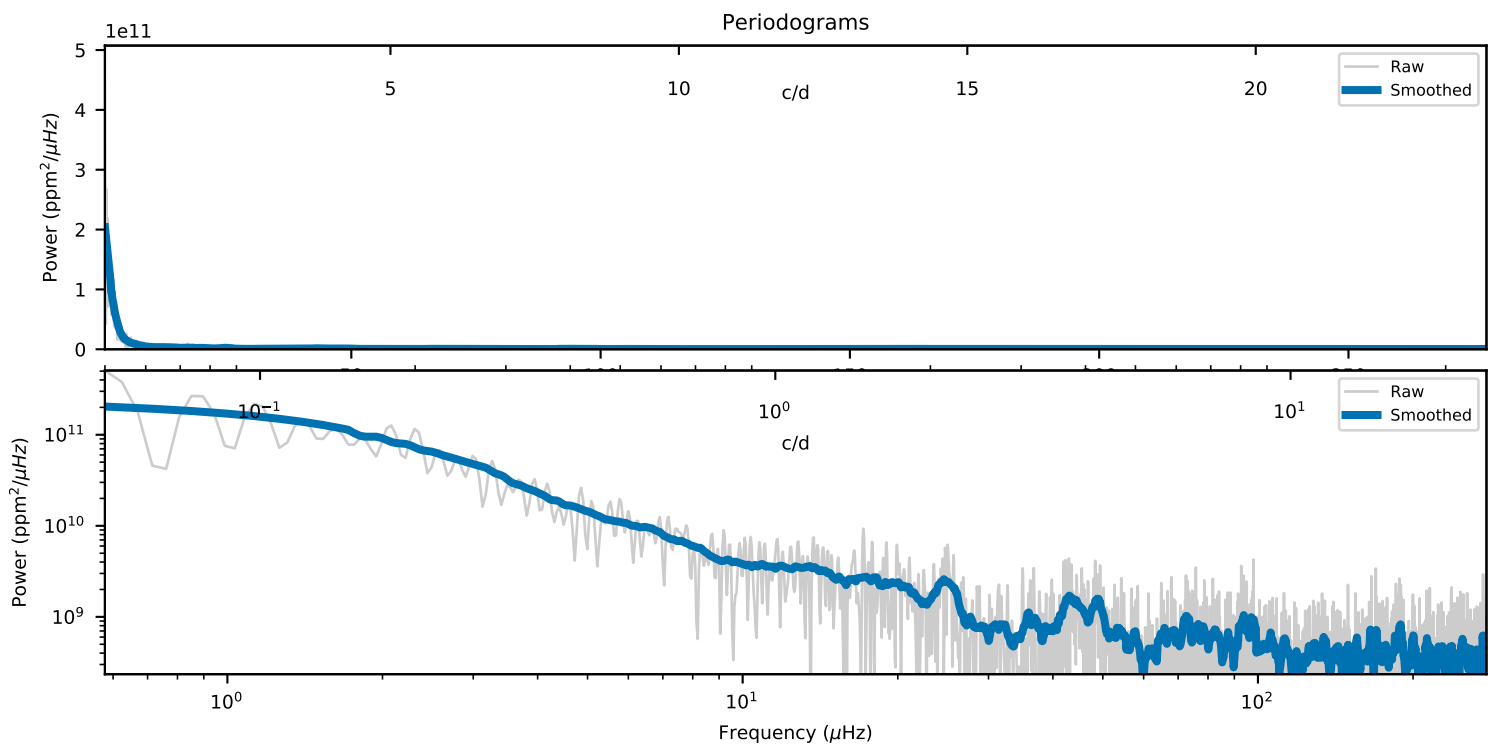 Periodograms
1e11
5
4
3
2
1
0
Power (ppm²/μHz)
5 10 15 20
c/d
Raw
Smoothed
10⁻¹ 10⁰ 10¹
c/d
Raw
Smoothed
10¹¹
10¹⁰
10⁹
Power (ppm²/μHz)
10⁰ 10¹ 10²
Frequency (μHz)